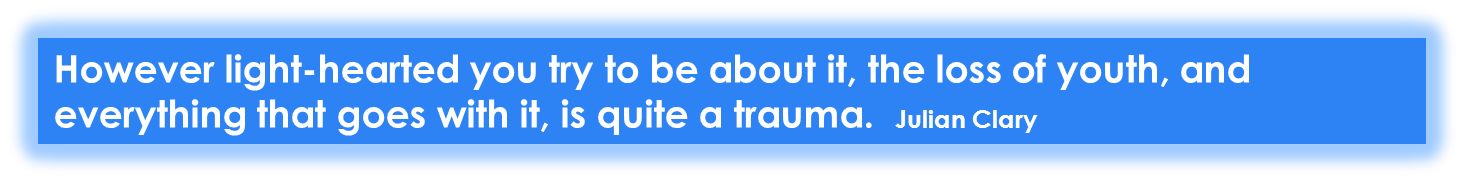 However light-hearted you try to be about it, the loss of youth, and
everything that goes with it, is quite a trauma. Julian Clary